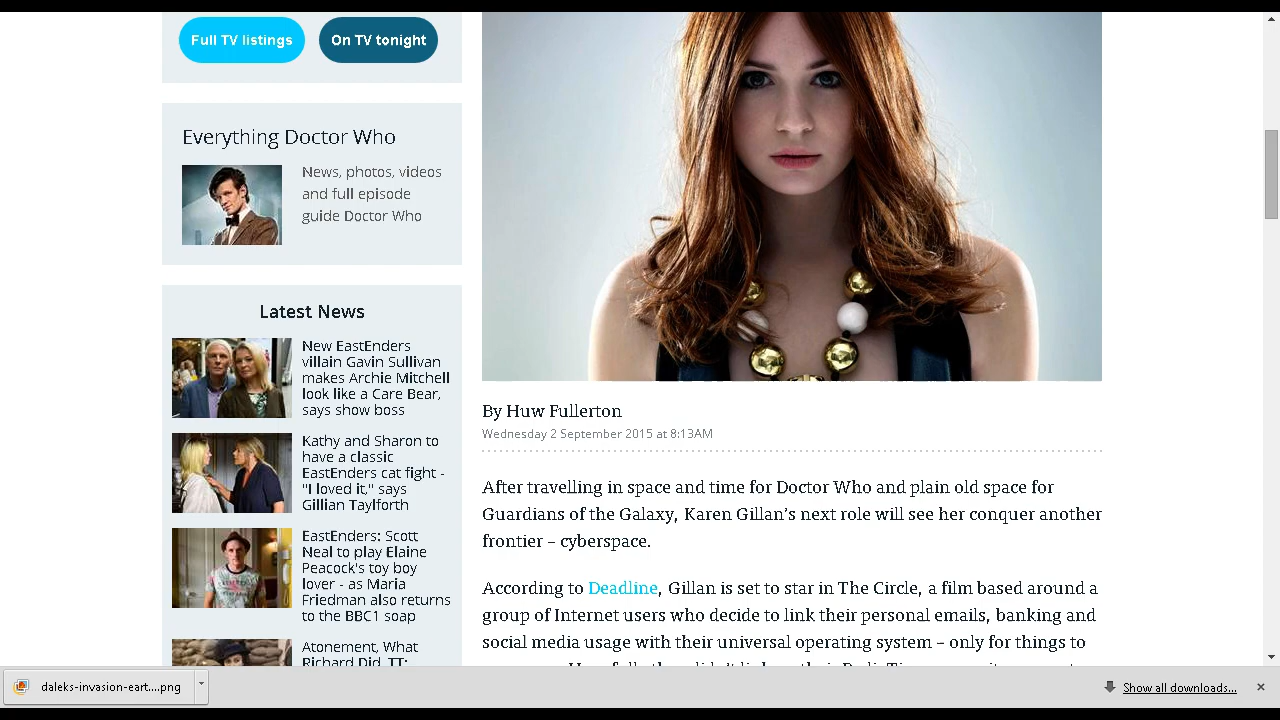 Full TV listings
On TV tonight
Everything Doctor Who
News, photos, videos
and full episode
guide Doctor Who
Latest News
New EastEnders
villain Gavin Sullivan
makes Archie Mitchell
look like a Care Bear,
says show boss
Kathy and Sharon to
have a classic
EastEnders cat fight -
"I loved it," says
Gillian Taylforth
EastEnders: Scott
Neal to play Elaine
Peacock's toy boy
lover - as Maria
Friedman also returns
to the BBC1 soap
Atonement, What
Richard Did, TT:
By Huw Fullerton
Wednesday 2 September 2015 at 8:13AM
After travelling in space and time for Doctor Who and plain old space for
Guardians of the Galaxy, Karen Gillan’s next role will see her conquer another
frontier – cyberspace.
According to Deadline, Gillan is set to star in The Circle, a film based around a
group of Internet users who decide to link their personal emails, banking and
social media usage with their universal operating system – only for things to
daleks-invasion-eart....png
Show all downloads...